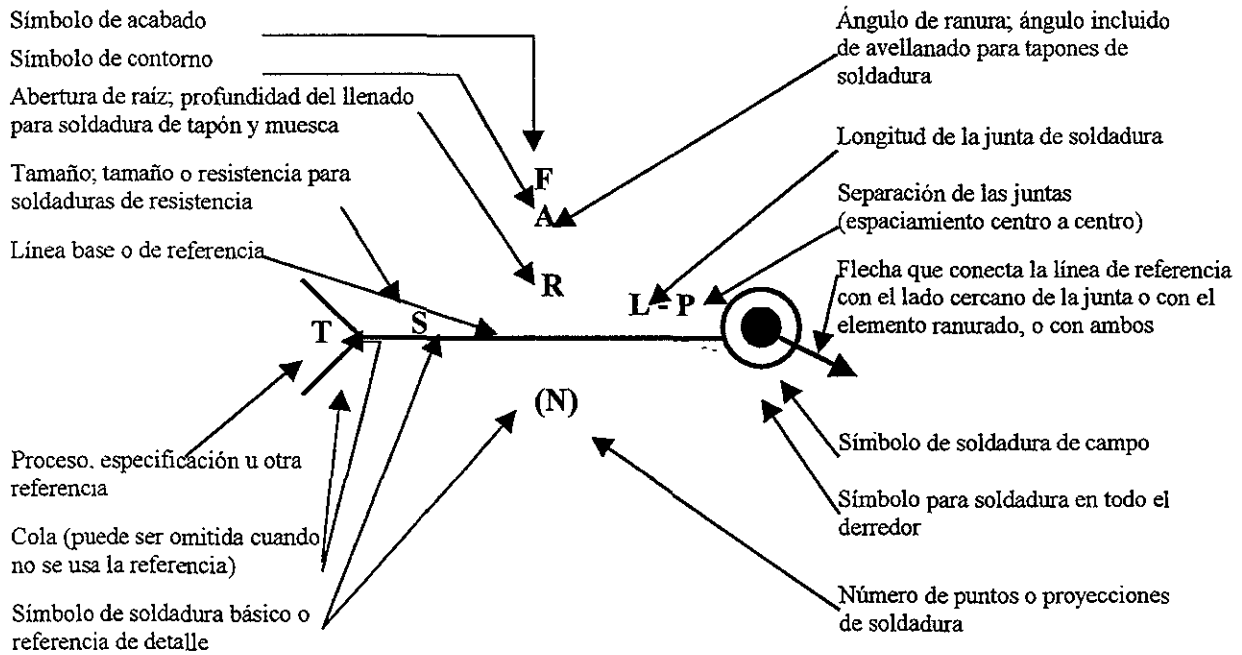 Símbolo de acabado
Símbolo de contorno
Abertura de raíz; profundidad del llenado
para soldadura de tapón y muesca
Tamaño; tamaño o resistencia para
soldaduras de resistencia
Línea base o de referencia
Proceso. especificación u otra
referencia
Cola (puede ser omitida cuando
no se usa la referencia)
Símbolo de soldadura básico o
referencia de detalle
F
A
R
L - P
T
S
(N)
Ángulo de ranura; ángulo incluido
de avellanado para tapones de
soldadura
Longitud de la junta de soldadura
Separación de las juntas
(espaciamiento centro a centro)
Flecha que conecta la línea de referencia
con el lado cercano de la junta o con el
elemento ranurado, o con ambos
Símbolo de soldadura de campo
Símbolo para soldadura en todo el
derredor
Número de puntos o proyecciones
de soldadura